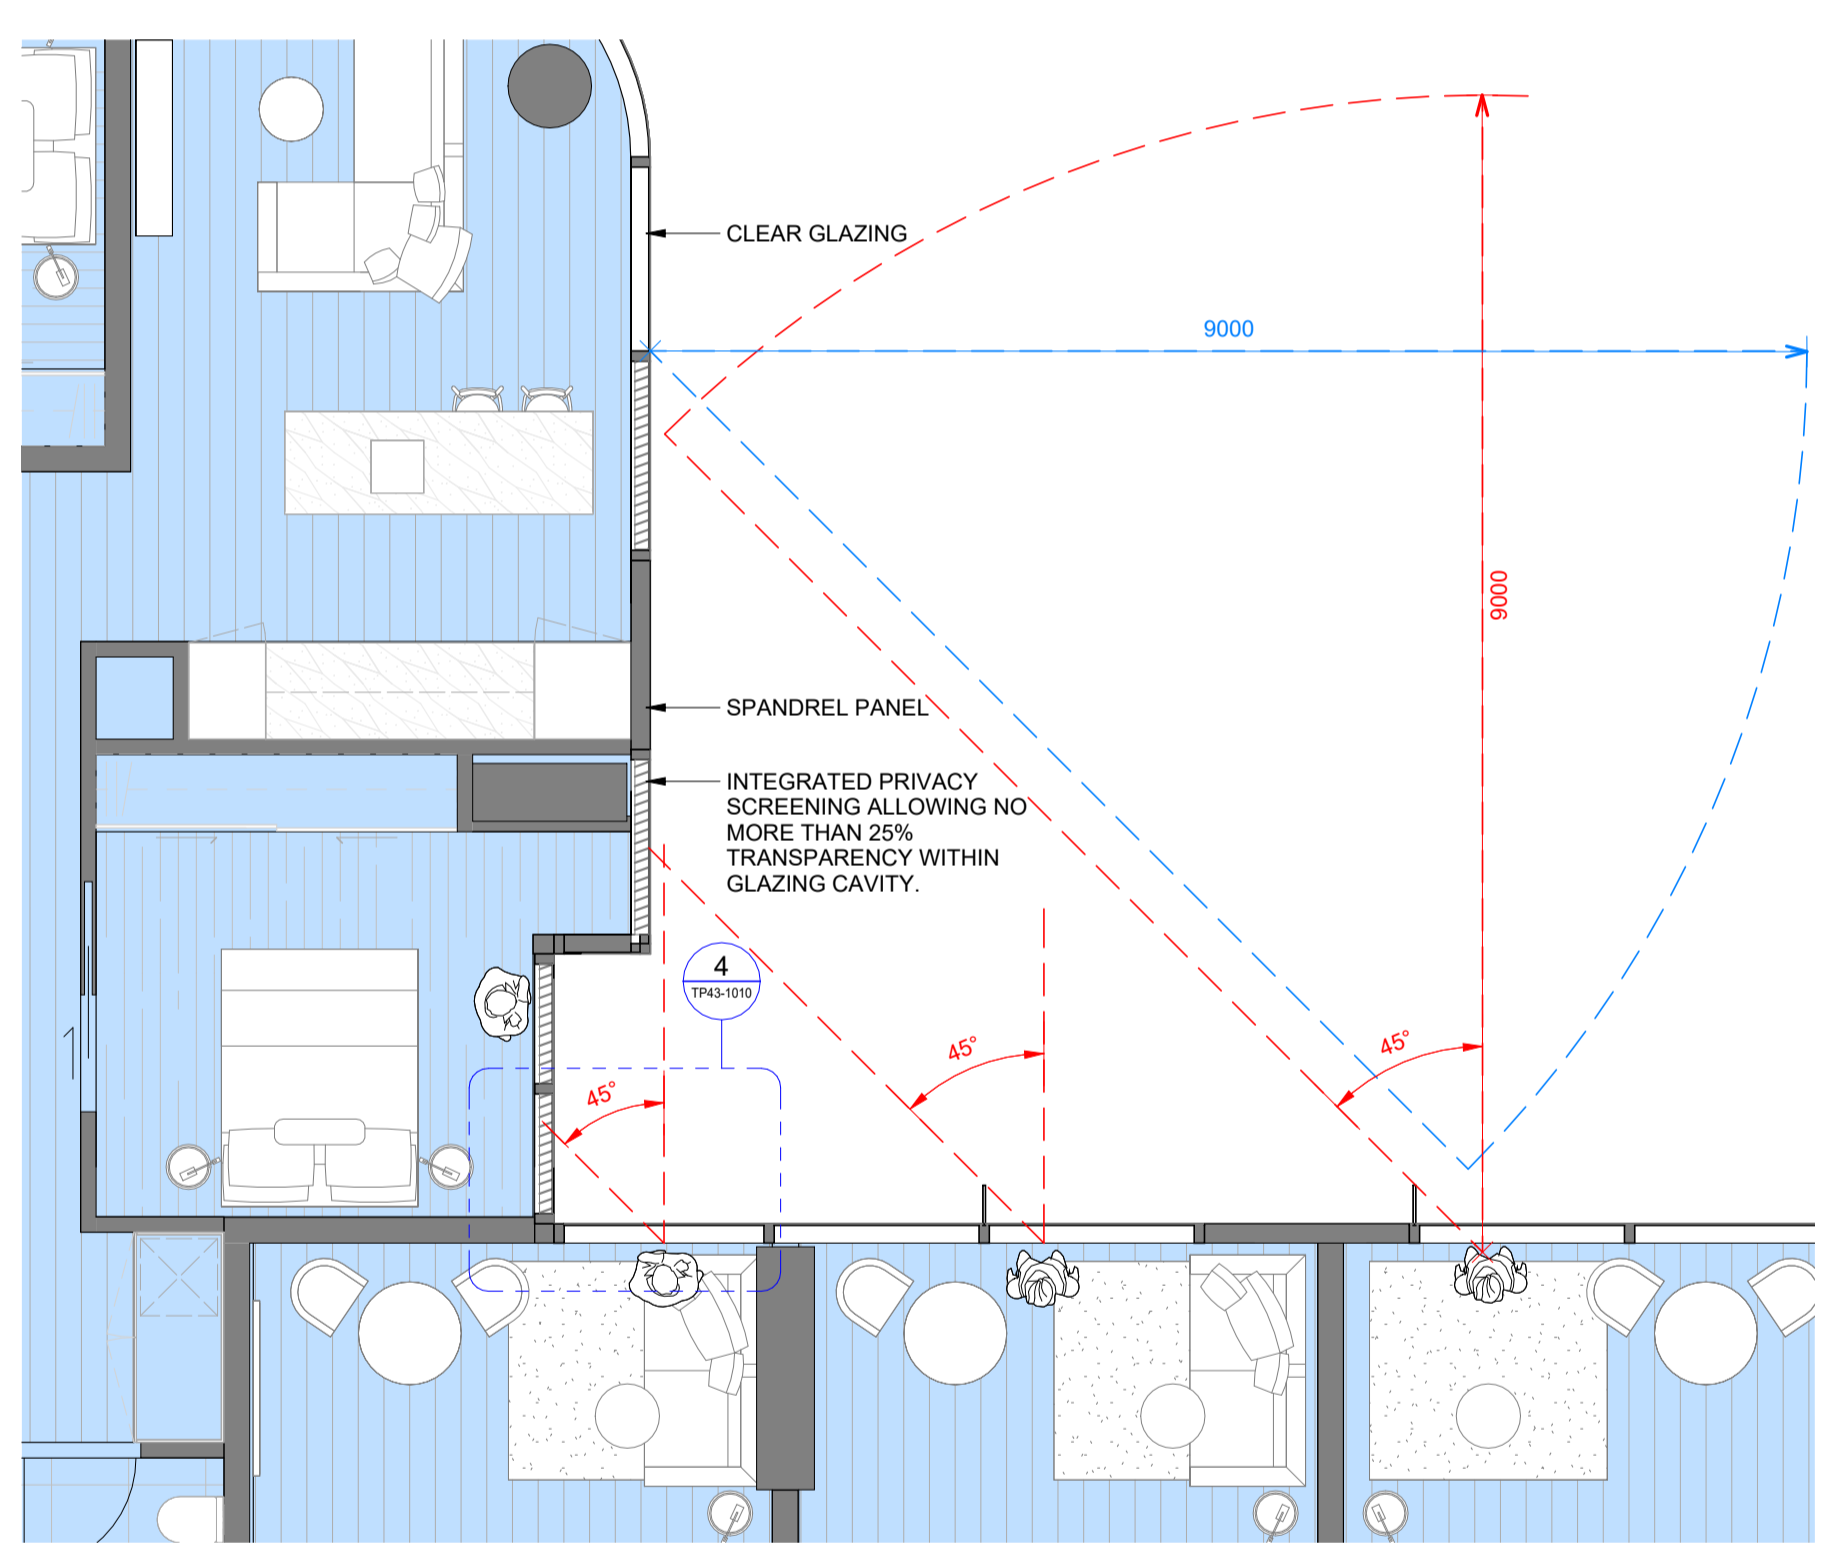 CLEAR GLAZING
9000
9000
SPANDREL PANEL
INTEGRATED PRIVACY
SCREENING ALLOWING NO
MORE THAN 25%
TRANSPARENCY WITHIN
GLAZING CAVITY.
4
TP43-1010
45°
45°
45°